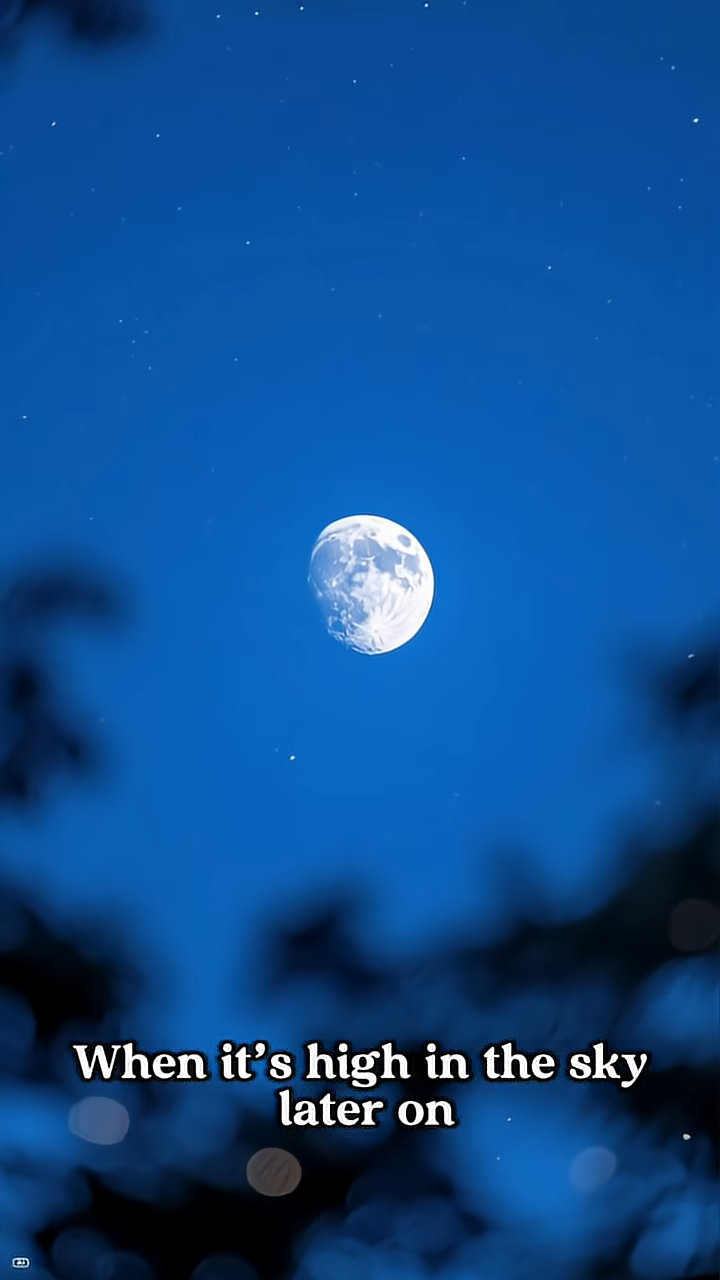 When it’s high in the sky
later on